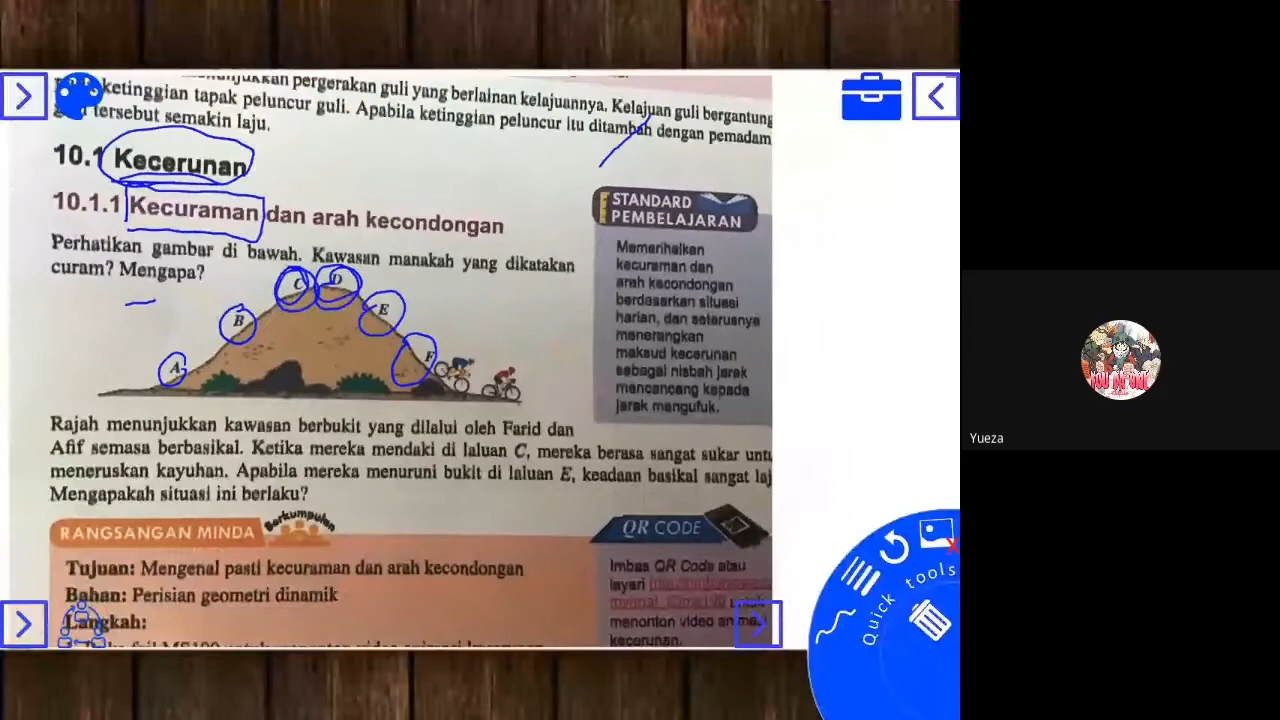 pergerakan guli yang berlainan kelajuannya. Kelajuan guli bergantung
ketinggian tapak peluncur guli. Apabila ketinggian peluncur itu ditambah dengan pemadam
tersebut semakin laju.
10.1 Kecerunan
10.1.1 Kecuraman dan arah kecondongan
Perhatikan gambar di bawah. Kawasan manakah yang dikatakan
curam? Mengapa?
A
B
C
D
E
F
STANDARD
PEMBELAJARAN
Memerihalkan
kecuraman dan
arah kecondongan
berdasarkan situasi
harian, dan seterusnya
menerangkan
maksud kecerunan
sebagai nisbah jarak
mencancang kepada
jarak mengufuk.
Rajah menunjukkan kawasan berbukit yang dilalui oleh Farid dan
Afif semasa berbasikal. Ketika mereka mendaki di laluan C, mereka berasa sangat sukar
meneruskan kayuhan. Apabila mereka menuruni bukit di laluan E, keadaan basikal sangat
Mengapakah situasi ini berlaku?
RANGSANGAN MINDA
Berkumpulan
Tujuan: Mengenal pasti kecuraman dan arah kecondongan
Bahan: Perisian geometri dinamik
Langkah:
QR CODE
Imbas QR Code atau
layari
menonton video
kecerunan.
Quick tools
Yueza